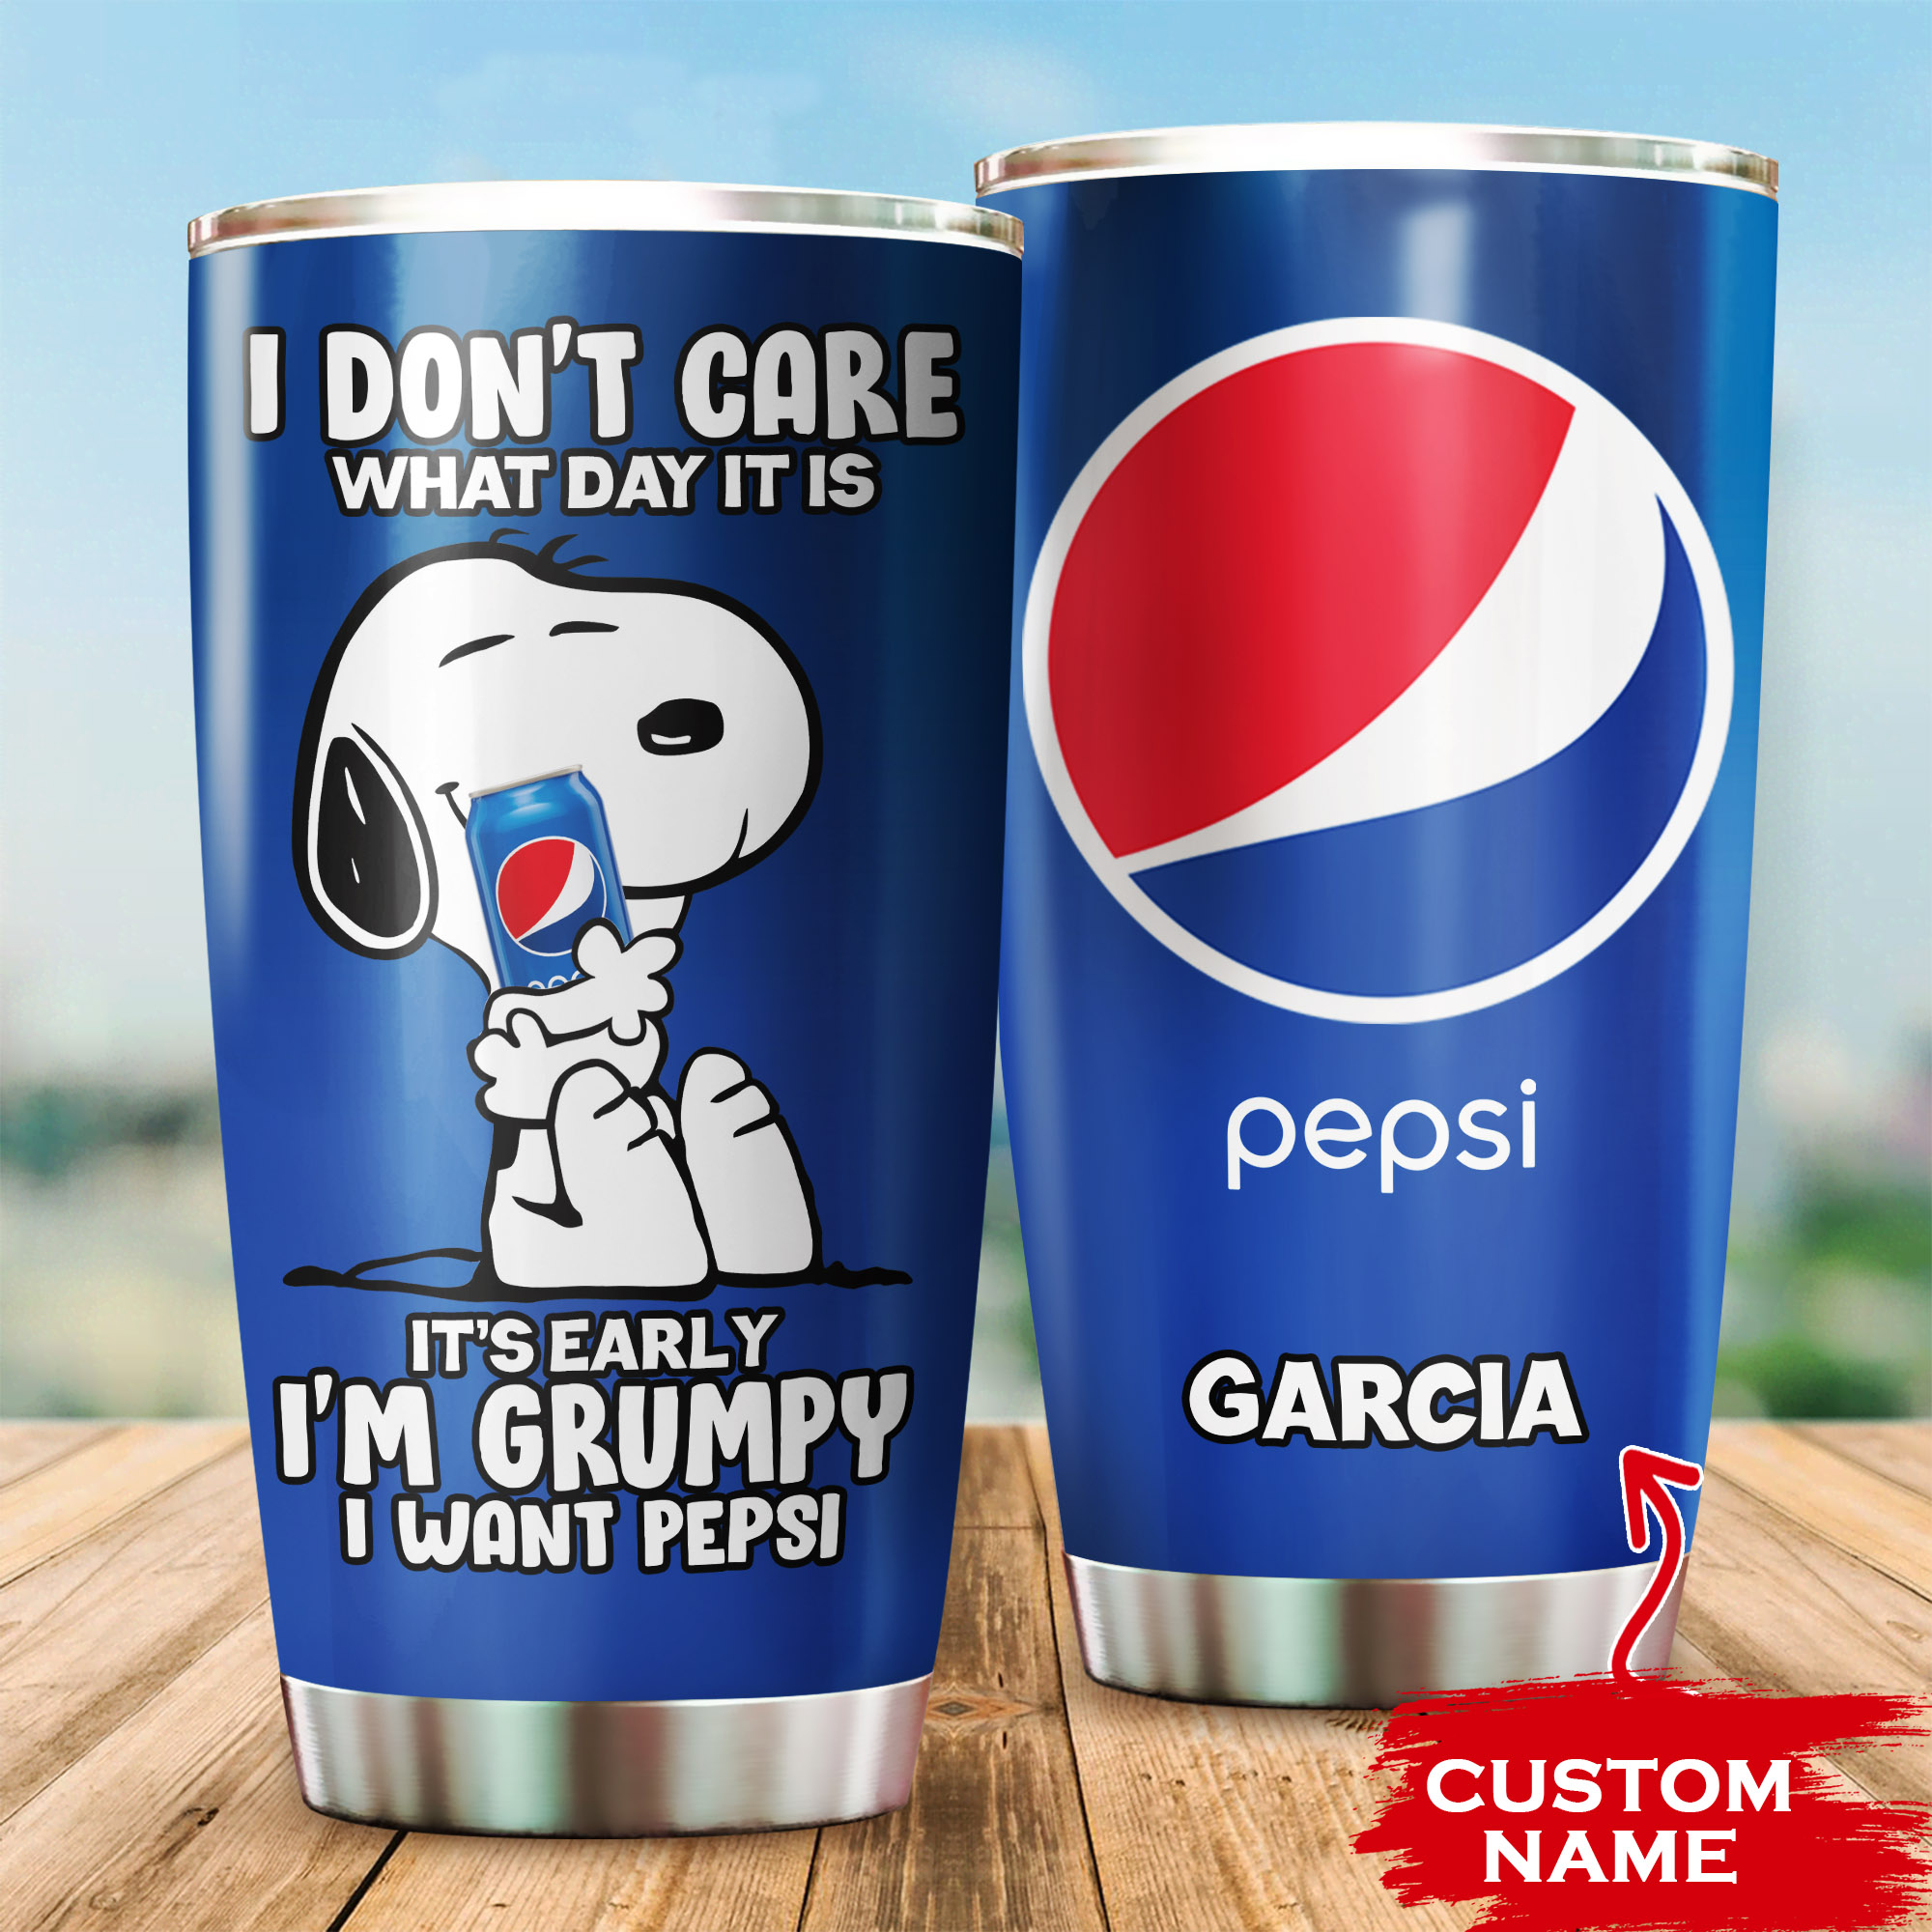 I DON'T CARE
WHAT DAY IT IS
IT'S EARLY
I'M GRUMPY
I WANT PEPSI
pepsi
GARCIA
CUSTOM
NAME